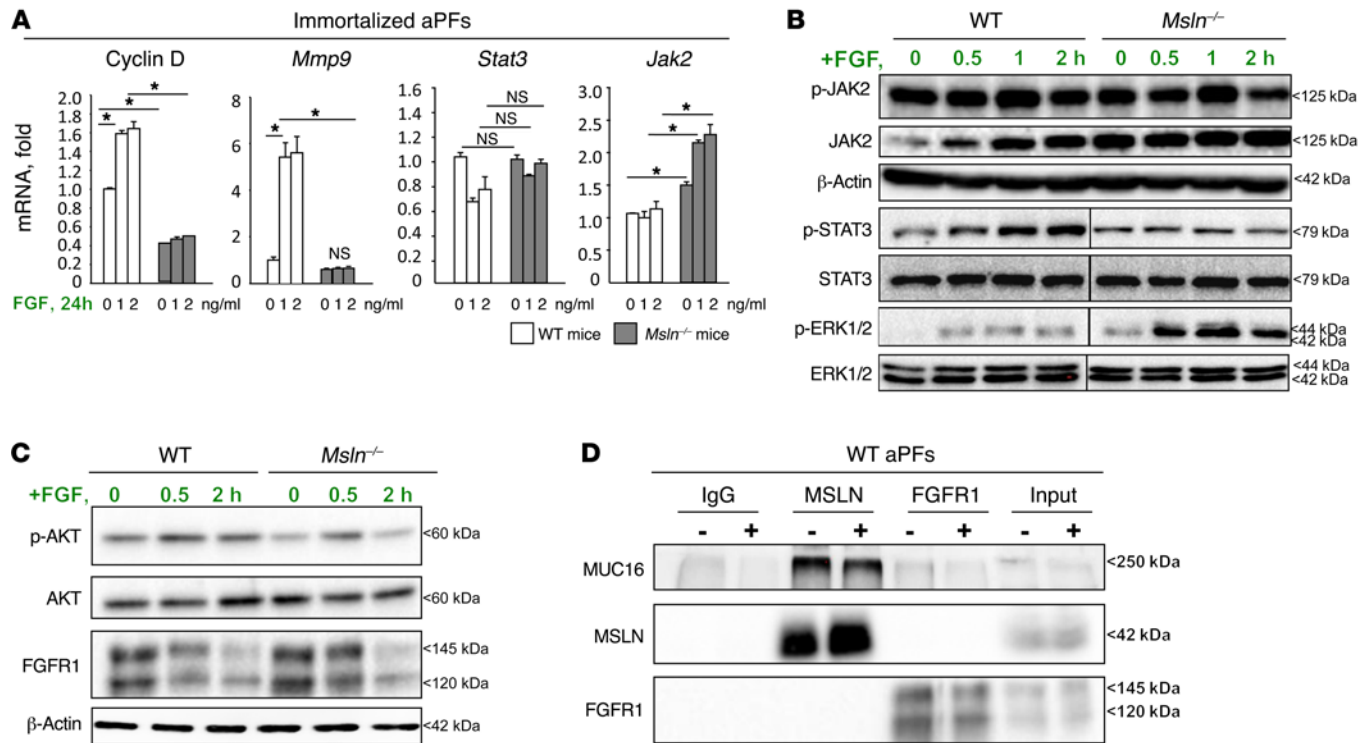 A
Immortalized aPFs
Cyclin D Mmp9 Stat3 Jak2
mRNA, fold
2.0
1.8
1.6
1.4
1.2
1.0
0.8
0.6
0.4
0.2
0
*
*
*
8
6
4
2
0
*
*
NS
1.4
1.2
1.0
0.8
0.6
0.4
0.2
0
NS
NS
NS
3.0
2.5
2.0
1.5
1.0
0.5
0
*
*
*
FGF, 24h 0 1 2 0 1 2 ng/ml 0 1 2 0 1 2 ng/ml 0 1 2 0 1 2 ng/ml 0 1 2 0 1 2 ng/ml
WT mice Msln−/− mice
B
WT Msln−/−
+FGF, 0 0.5 1 2 h 0 0.5 1 2 h
p-JAK2 <125 kDa
JAK2 <125 kDa
β-Actin <42 kDa
p-STAT3 <79 kDa
STAT3 <79 kDa
p-ERK1/2 <44 kDa
<42 kDa
ERK1/2 <44 kDa
<42 kDa
C
WT Msln−/−
+FGF, 0 0.5 2 h 0 0.5 2 h
p-AKT <60 kDa
AKT <60 kDa
FGFR1 <145 kDa
<120 kDa
β-Actin <42 kDa
D
WT aPFs
IgG MSLN FGFR1 Input
- + - + - + - +
MUC16 <250 kDa
MSLN <42 kDa
FGFR1 <145 kDa
<120 kDa